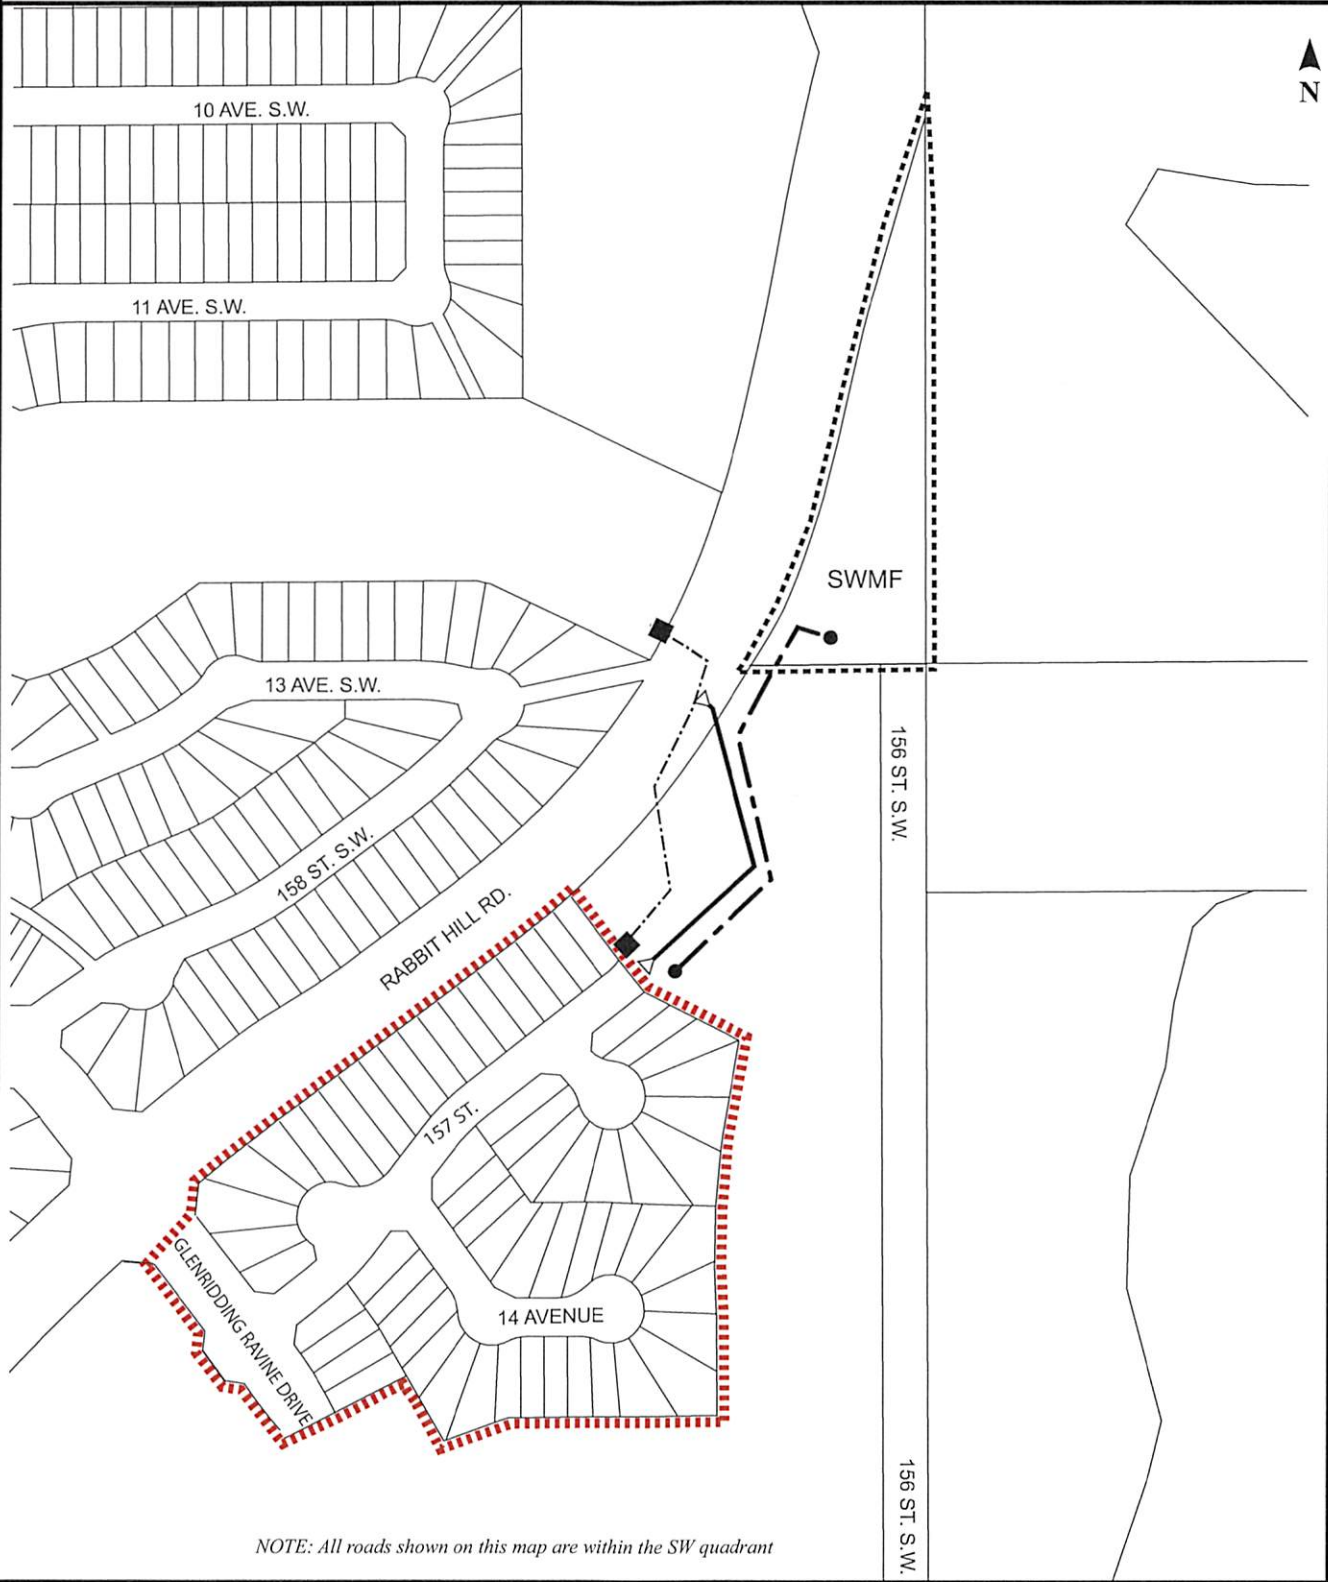 10 AVE. S.W.
N
11 AVE. S.W.
SWMF
13 AVE. S.W.
156 ST. S.W.
158 ST. S.W.
RABBIT HILL RD.
157 ST.
GLENRIDDING RAVINE DRIVE
14 AVENUE
156 ST. S.W.
NOTE: All roads shown on this map are within the SW quadrant